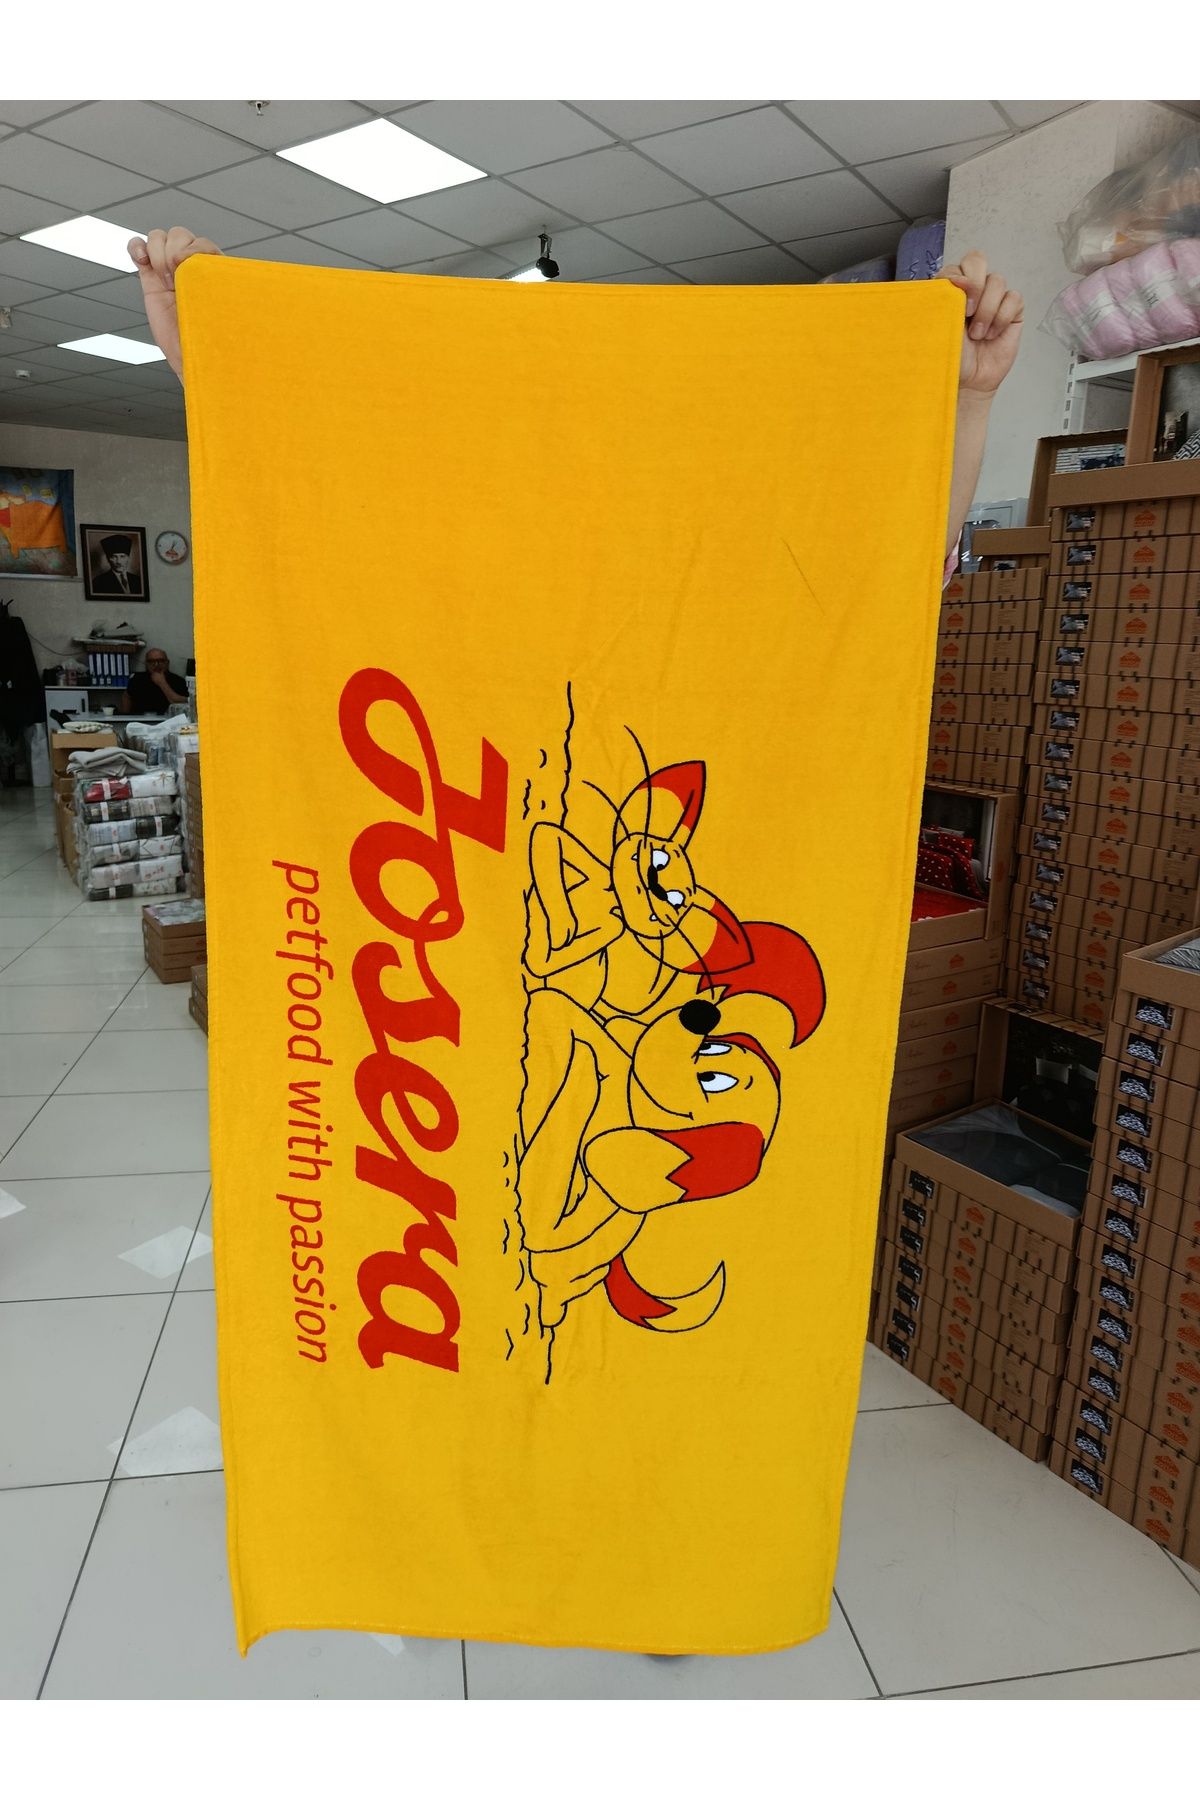 Josera
petfood with passion